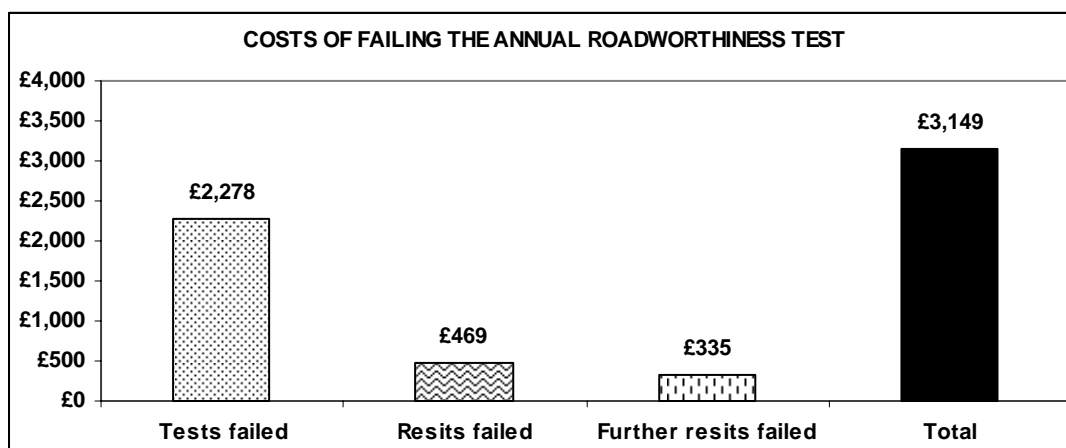 COSTS OF FAILING THE ANNUAL ROADWORTHINESS TEST
£4,000
£3,500
£3,000
£2,500
£2,000
£1,500
£1,000
£500
£0
£2,278
£469
£335
£3,149
Tests failed
Resits failed
Further resits failed
Total